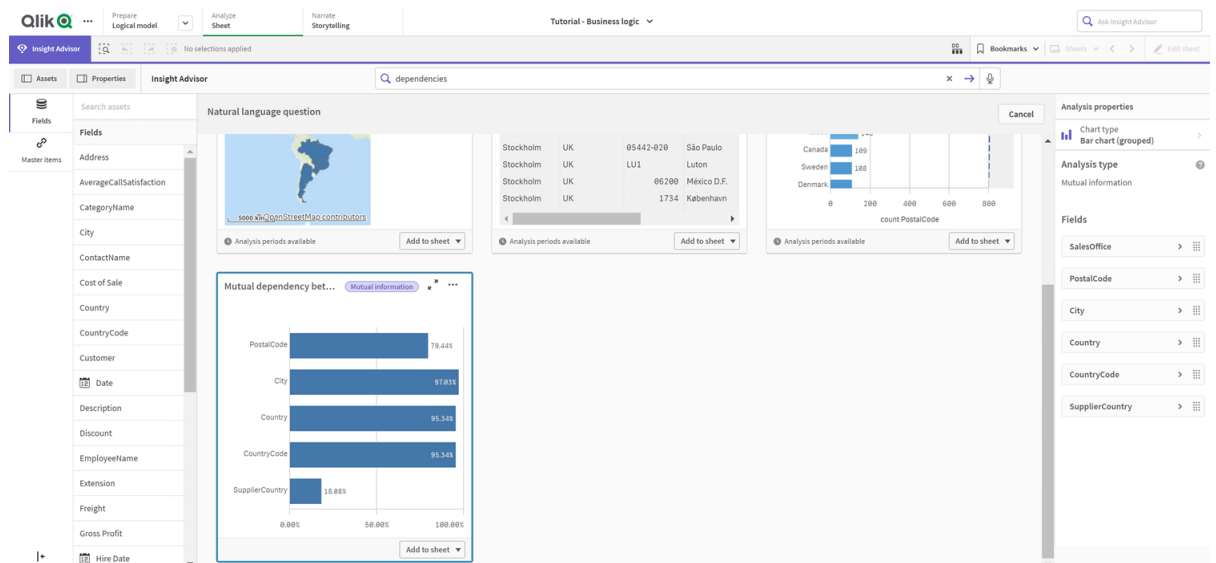 Qlik
...
Prepare
Logical model
Analyze
Sheet
Narrate
Storytelling
Tutorial - Business logic
Ask Insight Advisor
Insight Advisor
No selections applied
Bookmarks
Sheets
Edit sheet
Assets
Properties
Insight Advisor
dependencies
Fields
Master items
Search assets
Fields
Address
AverageCallSatisfaction
CategoryName
City
ContactName
Cost of Sale
Country
CountryCode
Customer
Date
Description
Discount
EmployeeName
Extension
Freight
Gross Profit
Hire Date
Natural language question
Cancel
5000 km
OpenStreetMap contributors
Analysis periods available
Add to sheet
Stockholm UK 05442-020 São Paulo
Stockholm UK LU1 Luton
Stockholm UK 06200 México D.F.
Stockholm UK 1734 København
Analysis periods available
Add to sheet
Canada 109
Sweden 108
Denmark
0 200 400 600 800
count PostalCode
Analysis periods available
Add to sheet
Mutual dependency bet...
Mutual information
...
PostalCode 79.44%
City 97.03%
Country 95.34%
CountryCode 95.34%
SupplierCountry 18.08%
0.00% 50.00% 100.00%
Add to sheet
Analysis properties
Chart type
Bar chart (grouped)
Analysis type
Mutual information
Fields
SalesOffice
PostalCode
City
Country
CountryCode
SupplierCountry